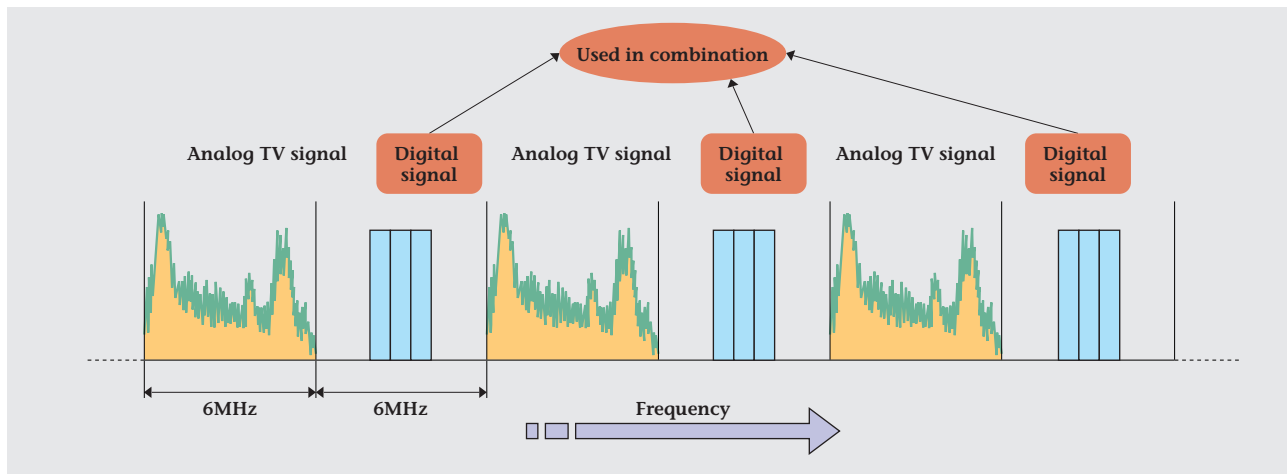 Used in combination
Analog TV signal
Digital
signal
Analog TV signal
Digital
signal
Analog TV signal
Digital
signal
6MHz
6MHz
Frequency